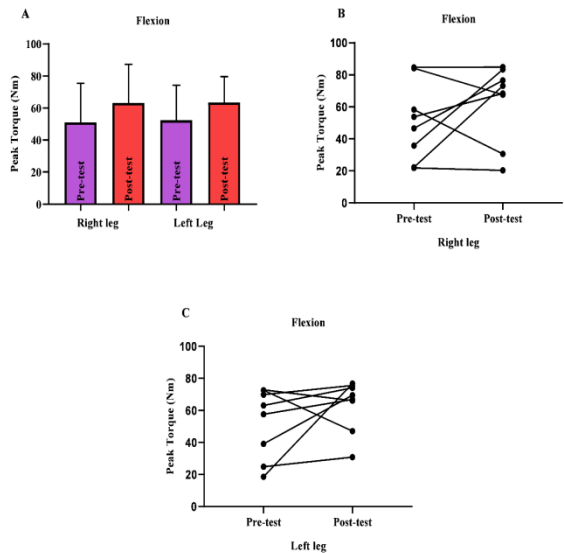 A
Flexion
Peak Torque (Nm)
100
80
60
40
20
0
Pre-test
Post-test
Pre-test
Post-test
Right leg
Left Leg
B
Flexion
Peak Torque (Nm)
100
80
60
40
20
0
Pre-test
Post-test
Right leg
C
Flexion
Peak Torque (Nm)
100
80
60
40
20
0
Pre-test
Post-test
Left leg